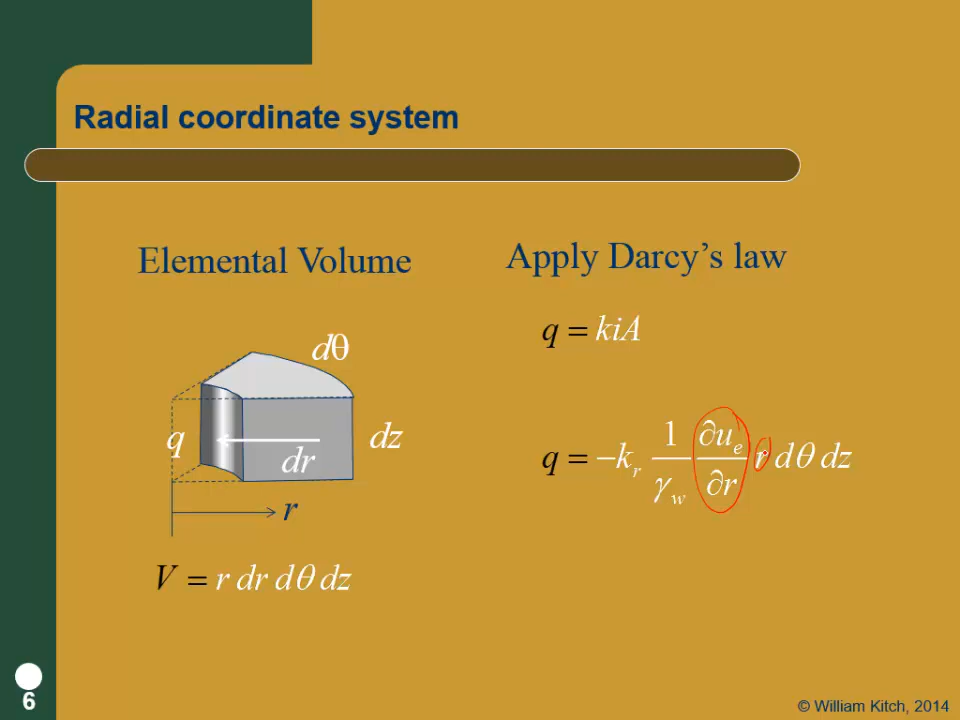 Radial coordinate system
Elemental Volume
dθ
q
dz
dr
r
V = r dr dθ dz
Apply Darcy's law
q = kiA
q = −k_r 1/γ_w ∂u_e/∂r r dθ dz
6
© William Kitch, 2014